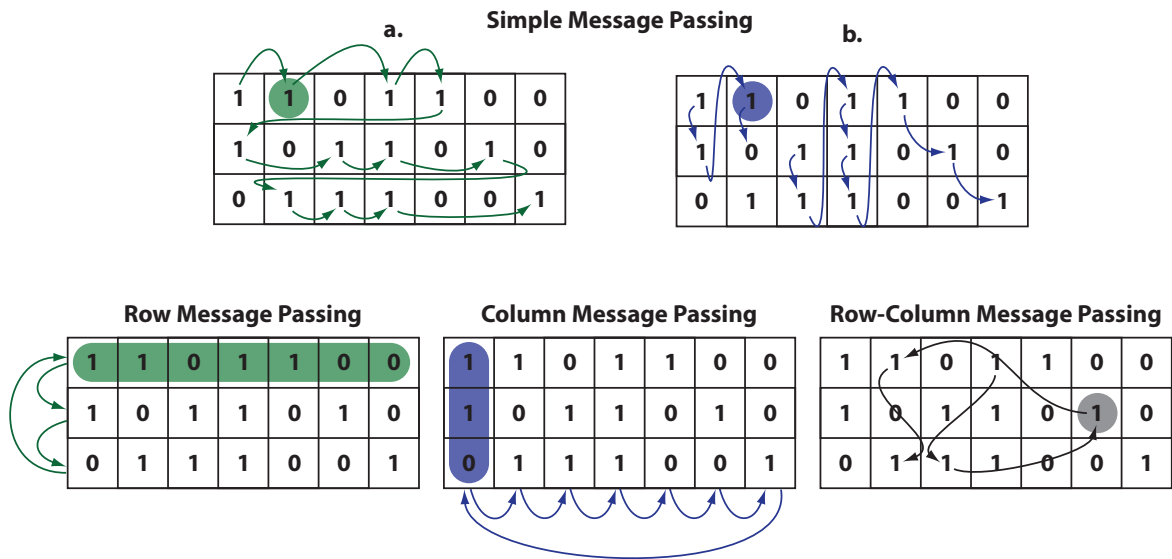 Simple Message Passing
a.
b.
1 1 0 1 1 0 0
1 0 1 1 0 1 0
0 1 1 1 0 0 1
1 1 0 1 1 0 0
1 0 1 1 0 1 0
0 1 1 1 0 0 1
Row Message Passing
1 1 0 1 1 0 0
1 0 1 1 0 1 0
0 1 1 1 0 0 1
Column Message Passing
1 1 0 1 1 0 0
1 0 1 1 0 1 0
0 1 1 1 0 0 1
Row-Column Message Passing
1 1 0 1 1 0 0
1 0 1 1 0 1 0
0 1 1 1 0 0 1